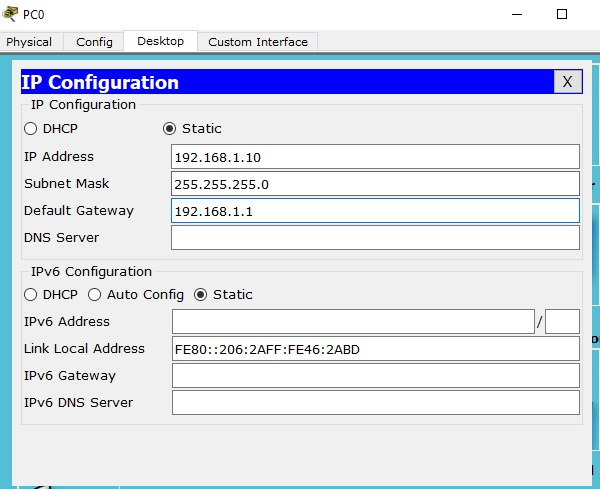 PC0
Physical Config Desktop Custom Interface
IP Configuration X
IP Configuration
DHCP Static
IP Address 192.168.1.10
Subnet Mask 255.255.255.0
Default Gateway 192.168.1.1
DNS Server
IPv6 Configuration
DHCP Auto Config Static
IPv6 Address /
Link Local Address FE80::206:2AFF:FE46:2ABD
IPv6 Gateway
IPv6 DNS Server